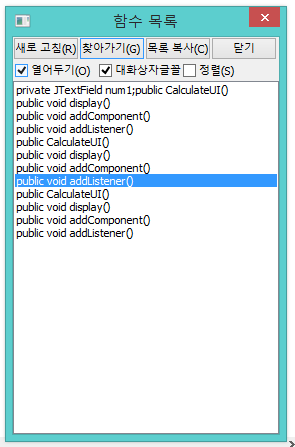 함수 목록
새로 고침(R) 찾아가기(G) 목록 복사(C) 닫기
열어두기(O) 대화상자글꼴 정렬(S)
private JTextField num1;public CalculateUI()
public void display()
public void addComponent()
public void addListener()
public CalculateUI()
public void display()
public void addComponent()
public void addListener()
public CalculateUI()
public void display()
public void addComponent()
public void addListener()